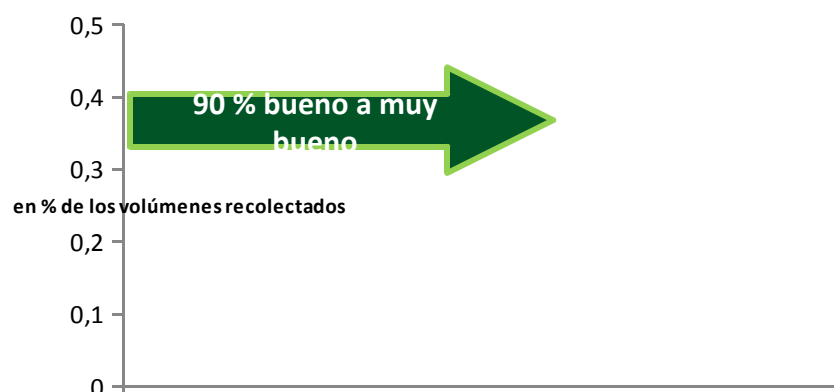 0,5
0,4
90 % bueno a muy
bueno
0,3
en % de los volúmenes recolectados
0,2
0,1
0